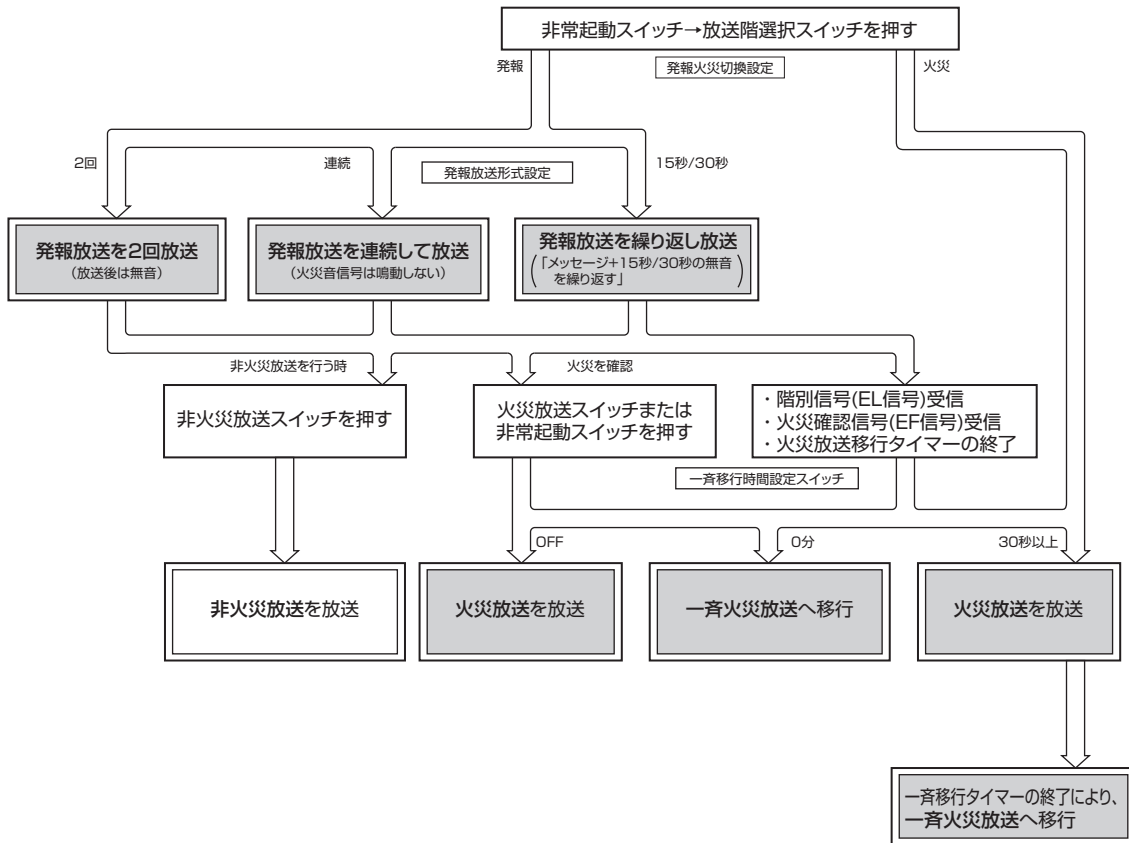 非常起動スイッチ→放送階選択スイッチを押す
発報
発報火災切換設定
火災
2回
連続
発報放送形式設定
15秒/30秒
発報放送を2回放送
(放送後は無音)
発報放送を連続して放送
(火災音信号は鳴動しない)
発報放送を繰り返し放送
(「メッセージ+15秒/30秒の無音
を繰り返す」)
非火災放送を行う時
火災を確認
非火災放送スイッチを押す
火災放送スイッチまたは
非常起動スイッチを押す
・階別信号(EL信号)受信
・火災確認信号(EF信号)受信
・火災放送移行タイマーの終了
一斉移行時間設定スイッチ
OFF
0分
30秒以上
非火災放送を放送
火災放送を放送
一斉火災放送へ移行
火災放送を放送
一斉移行タイマーの終了により、
一斉火災放送へ移行